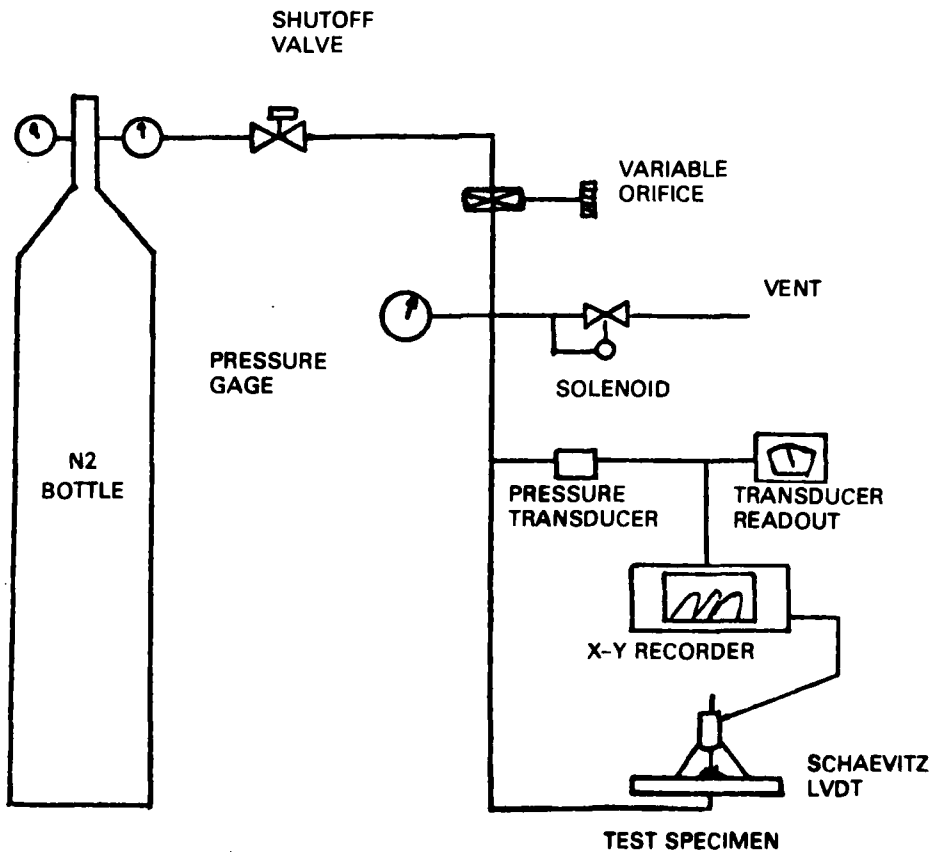 SHUTOFF
VALVE
VARIABLE
ORIFICE
VENT
PRESSURE
GAGE
SOLENOID
N2
BOTTLE
PRESSURE
TRANSDUCER
TRANSDUCER
READOUT
X-Y RECORDER
SCHAEVITZ
LVDT
TEST SPECIMEN